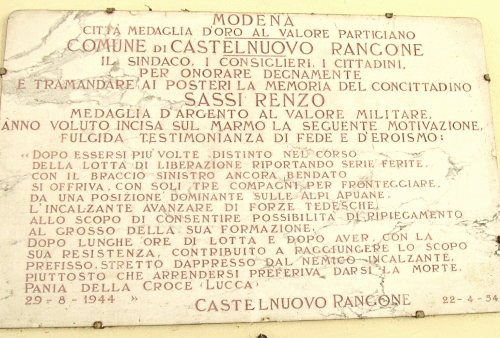 MODENA
CITTÀ MEDAGLIA D'ORO AL VALORE PARTIGIANO
COMUNE DI CASTELNUOVO RANGONE
IL SINDACO, I CONSIGLIERI, I CITTADINI,
PER ONORARE DEGNAMENTE
E TRAMANDARE AI POSTERI LA MEMORIA DEL CONCITTADINO
SASSI RENZO
MEDAGLIA D'ARGENTO AL VALORE MILITARE,
ÀNNO VOLUTO INCISA SUL MARMO LA SEGUENTE MOTIVAZIONE,
FULGIDA TESTIMONIANZA DI FEDE E D'EROISMO:
"DOPO ESSERSI PIU' VOLTE DISTINTO NEL CORSO
DELLA LOTTA DI LIBERAZIONE RIPORTANDO SERIE FERITE,
CON IL BRACCIO SINISTRO ANCORA BENDATO
SI OFFRIVA, CON SOLI TRE COMPAGNI, PER FRONTEGGIARE,
DA UNA POSIZIONE DOMINANTE SULLE ALPI APUANE,
L'INCALZANTE AVANZARE DI FORZE TEDESCHE,
ALLO SCOPO DI CONSENTIRE POSSIBILITÀ DI RIPIEGAMENTO
AL GROSSO DELLA SUA FORMAZIONE.
DOPO LUNGHE ORE DI LOTTA E DOPO AVER, CON LA
SUA RESISTENZA, CONTRIBUITO A RAGGIUNGERE LO SCOPO
PREFISSO, STRETTO DAPPRESSO DAL NEMICO INCALZANTE,
PIUTTOSTO CHE ARRENDERSI PREFERIVA DARSI LA MORTE.
PANIA DELLA CROCE (LUCCA)
29-8-1944 "
CASTELNUOVO RANGONE 22-4-54